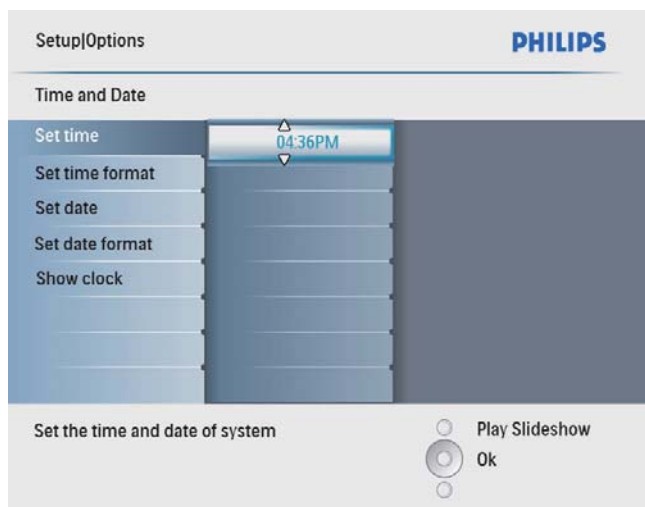 Setup|Options
PHILIPS
Time and Date
Set time
04:36PM
Set time format
Set date
Set date format
Show clock
Set the time and date of system
Play Slideshow
Ok